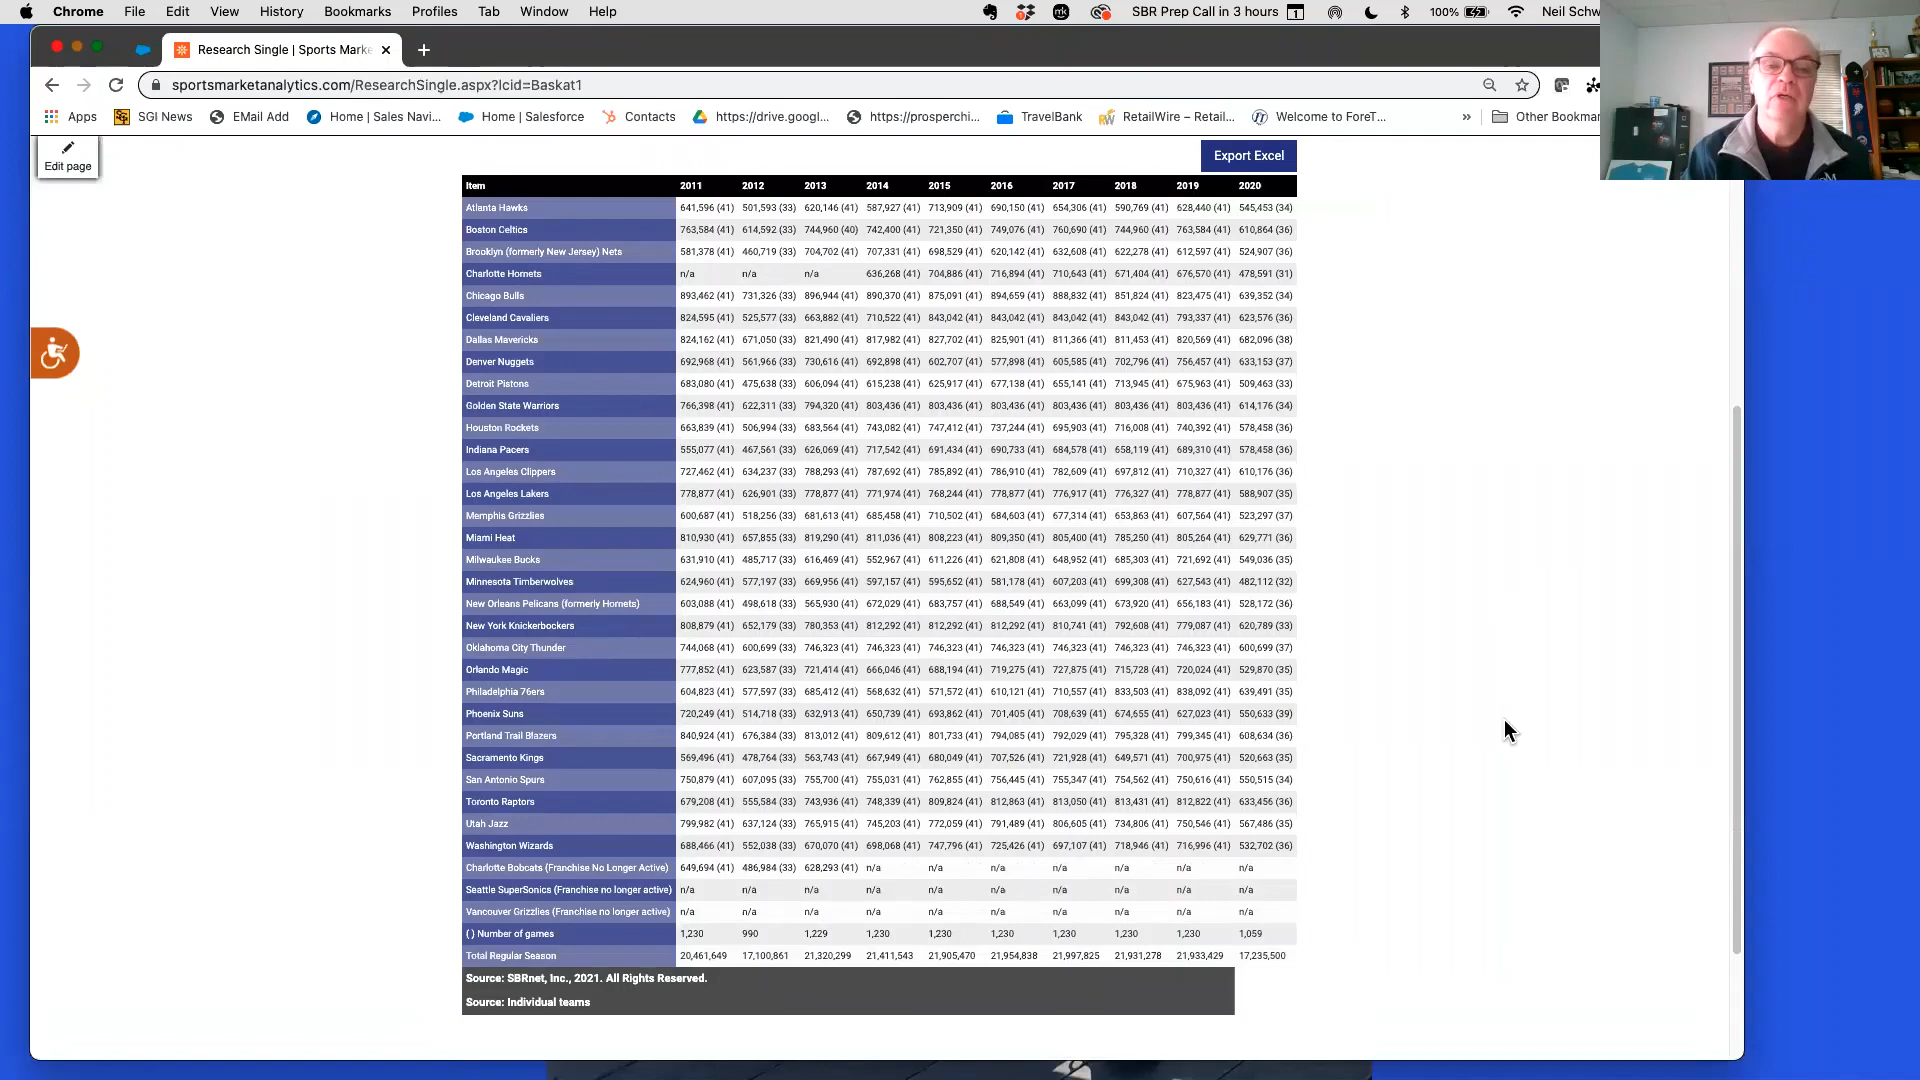 Chrome File Edit View History Bookmarks Profiles Tab Window Help SBR Prep Call in 3 hours 1 100% Neil Schw
Research Single | Sports Marke
sportsmarketanalytics.com/ResearchSingle.aspx?lcid=Baskat1
Apps SGI News EMail Add Home | Sales Navi... Home | Salesforce Contacts https://drive.googl... https://prosperchi... TravelBank RetailWire – Retail... Welcome to ForeT... » Other Bookmar
Edit page
Export Excel
Item 2011 2012 2013 2014 2015 2016 2017 2018 2019 2020
Atlanta Hawks 641,596 (41) 501,593 (33) 620,146 (41) 587,927 (41) 713,909 (41) 690,150 (41) 654,306 (41) 590,769 (41) 628,440 (41) 545,453 (34)
Boston Celtics 763,584 (41) 614,592 (33) 744,960 (40) 742,400 (41) 721,350 (41) 749,076 (41) 760,690 (41) 744,960 (41) 763,584 (41) 610,864 (36)
Brooklyn (formerly New Jersey) Nets 581,378 (41) 460,719 (33) 704,702 (41) 707,331 (41) 698,529 (41) 620,142 (41) 632,608 (41) 622,278 (41) 612,597 (41) 524,907 (36)
Charlotte Hornets n/a n/a n/a 636,268 (41) 704,886 (41) 716,894 (41) 710,643 (41) 671,404 (41) 676,570 (41) 478,591 (31)
Chicago Bulls 893,462 (41) 731,326 (33) 896,944 (41) 890,370 (41) 875,091 (41) 894,659 (41) 888,832 (41) 851,824 (41) 823,475 (41) 639,352 (34)
Cleveland Cavaliers 824,595 (41) 525,577 (33) 663,882 (41) 710,522 (41) 843,042 (41) 843,042 (41) 843,042 (41) 843,042 (41) 793,337 (41) 623,576 (36)
Dallas Mavericks 824,162 (41) 671,050 (33) 821,490 (41) 817,982 (41) 827,702 (41) 825,901 (41) 811,366 (41) 811,453 (41) 820,569 (41) 682,096 (38)
Denver Nuggets 692,968 (41) 561,966 (33) 730,616 (41) 692,898 (41) 602,707 (41) 577,898 (41) 605,585 (41) 702,796 (41) 756,457 (41) 633,153 (37)
Detroit Pistons 683,080 (41) 475,638 (33) 606,094 (41) 615,238 (41) 625,917 (41) 677,138 (41) 655,141 (41) 713,945 (41) 675,963 (41) 509,463 (33)
Golden State Warriors 766,398 (41) 622,311 (33) 794,320 (41) 803,436 (41) 803,436 (41) 803,436 (41) 803,436 (41) 803,436 (41) 803,436 (41) 614,176 (34)
Houston Rockets 663,839 (41) 506,994 (33) 683,564 (41) 743,082 (41) 747,412 (41) 737,244 (41) 695,903 (41) 716,008 (41) 740,392 (41) 578,458 (36)
Indiana Pacers 555,077 (41) 467,561 (33) 626,069 (41) 717,542 (41) 691,434 (41) 690,733 (41) 684,578 (41) 658,119 (41) 689,310 (41) 578,458 (36)
Los Angeles Clippers 727,462 (41) 634,237 (33) 788,293 (41) 787,692 (41) 785,892 (41) 786,910 (41) 782,609 (41) 697,812 (41) 710,327 (41) 610,176 (36)
Los Angeles Lakers 778,877 (41) 626,901 (33) 778,877 (41) 771,974 (41) 768,244 (41) 778,877 (41) 776,917 (41) 776,327 (41) 778,877 (41) 588,907 (35)
Memphis Grizzlies 600,687 (41) 518,256 (33) 681,613 (41) 685,458 (41) 710,502 (41) 684,603 (41) 677,314 (41) 653,863 (41) 607,564 (41) 523,297 (37)
Miami Heat 810,930 (41) 657,855 (33) 819,290 (41) 811,036 (41) 808,223 (41) 809,350 (41) 805,400 (41) 785,250 (41) 805,264 (41) 629,771 (36)
Milwaukee Bucks 631,910 (41) 485,717 (33) 616,469 (41) 552,967 (41) 611,226 (41) 621,808 (41) 648,952 (41) 685,303 (41) 721,692 (41) 549,036 (35)
Minnesota Timberwolves 624,960 (41) 577,197 (33) 669,956 (41) 597,157 (41) 595,652 (41) 581,178 (41) 607,203 (41) 699,308 (41) 627,543 (41) 482,112 (32)
New Orleans Pelicans (formerly Hornets) 603,088 (41) 498,618 (33) 565,930 (41) 672,029 (41) 683,757 (41) 688,549 (41) 663,099 (41) 673,920 (41) 656,183 (41) 528,172 (36)
New York Knickerbockers 808,879 (41) 652,179 (33) 780,353 (41) 812,292 (41) 812,292 (41) 812,292 (41) 810,741 (41) 792,608 (41) 779,087 (41) 620,789 (33)
Oklahoma City Thunder 744,068 (41) 600,699 (33) 746,323 (41) 746,323 (41) 746,323 (41) 746,323 (41) 746,323 (41) 746,323 (41) 746,323 (41) 600,699 (37)
Orlando Magic 777,852 (41) 623,587 (33) 721,414 (41) 666,046 (41) 688,194 (41) 719,275 (41) 727,875 (41) 715,728 (41) 720,024 (41) 529,870 (35)
Philadelphia 76ers 604,823 (41) 577,597 (33) 685,412 (41) 568,632 (41) 571,572 (41) 610,121 (41) 710,557 (41) 833,503 (41) 838,092 (41) 639,491 (35)
Phoenix Suns 720,249 (41) 514,718 (33) 632,913 (41) 650,739 (41) 693,862 (41) 701,405 (41) 708,639 (41) 674,655 (41) 627,023 (41) 550,633 (39)
Portland Trail Blazers 840,924 (41) 676,384 (33) 813,012 (41) 809,612 (41) 801,733 (41) 794,085 (41) 792,029 (41) 795,328 (41) 799,345 (41) 608,634 (36)
Sacramento Kings 569,496 (41) 478,764 (33) 563,743 (41) 667,949 (41) 680,049 (41) 707,526 (41) 721,928 (41) 649,571 (41) 700,975 (41) 520,663 (35)
San Antonio Spurs 750,879 (41) 607,095 (33) 755,700 (41) 755,031 (41) 762,855 (41) 756,445 (41) 755,347 (41) 754,562 (41) 750,616 (41) 550,515 (34)
Toronto Raptors 679,208 (41) 555,584 (33) 743,936 (41) 748,339 (41) 809,824 (41) 812,863 (41) 813,050 (41) 813,431 (41) 812,822 (41) 633,456 (36)
Utah Jazz 799,982 (41) 637,124 (33) 765,915 (41) 745,203 (41) 772,059 (41) 791,489 (41) 806,605 (41) 734,806 (41) 750,546 (41) 567,486 (35)
Washington Wizards 688,466 (41) 552,038 (33) 670,070 (41) 698,068 (41) 747,796 (41) 725,426 (41) 697,107 (41) 718,946 (41) 716,996 (41) 532,702 (36)
Charlotte Bobcats (Franchise No Longer Active) 649,694 (41) 486,984 (33) 628,293 (41) n/a n/a n/a n/a n/a n/a n/a
Seattle SuperSonics (Franchise no longer active) n/a n/a n/a n/a n/a n/a n/a n/a n/a n/a
Vancouver Grizzlies (Franchise no longer active) n/a n/a n/a n/a n/a n/a n/a n/a n/a n/a
( ) Number of games 1,230 990 1,229 1,230 1,230 1,230 1,230 1,230 1,230 1,059
Total Regular Season 20,461,649 17,100,861 21,320,299 21,411,543 21,905,470 21,954,838 21,997,825 21,931,278 21,933,429 17,235,500
Source: SBRnet, Inc., 2021. All Rights Reserved.
Source: Individual teams